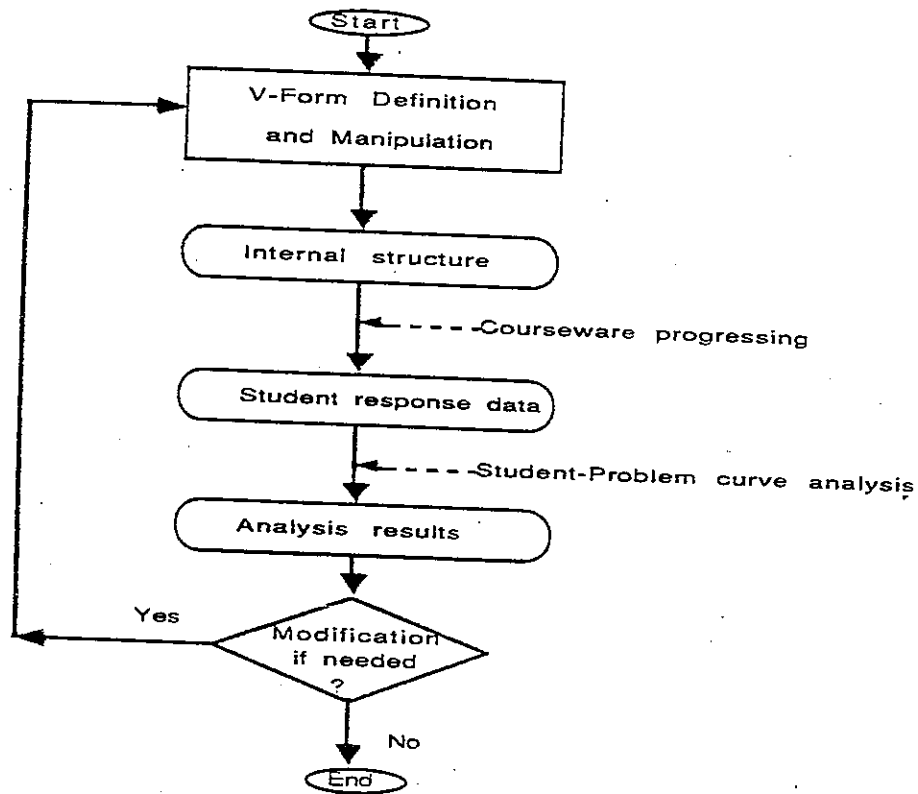 Start
V-Form Definition
and Manipulation
Internal structure
Courseware progressing
Student response data
Student-Problem curve analysis
Analysis results
Yes
Modification
if needed
?
No
End